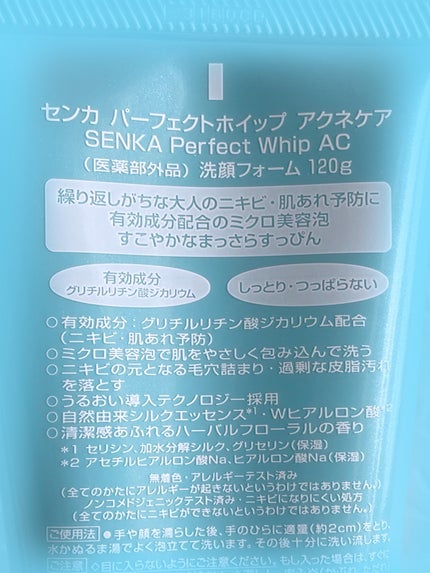 センカ パーフェクトホイップ アクネケア
SENKA Perfect Whip AC
(医薬部外品) 洗顔フォーム 120g
繰り返しがちな大人のニキビ・肌あれ予防に
有効成分配合のミクロ美容泡
すこやかなまっさらすっぴん
有効成分
グリチルリチン酸ジカリウム
しっとり・つっぱらない
○有効成分：グリチルリチン酸ジカリウム配合
(ニキビ・肌あれ予防)
○ミクロ美容泡で肌をやさしく包み込んで洗う
○ニキビの元となる毛穴詰まり・過剰な皮脂汚れ
を落とす
○うるおい導入テクノロジー採用
○自然由来シルクエッセンス*1・Wヒアルロン酸*2
○清潔感あふれるハーバルフローラルの香り
*1 セリシン、加水分解シルク、グリセリン(保湿)
*2 アセチルヒアルロン酸Na、ヒアルロン酸Na(保湿)
無着色・アレルギーテスト済み
(全てのかたにアレルギーが起きないというわけではありません。)
ノンコメドジェニックテスト済み・ニキビになりにくい処方
(全てのかたにニキビができないというわけではありません。)
ご使用法 ●手や顔を濡らした後、手のひらに適量(約2cm)をとり、
水かぬるま湯でよく泡立てて洗います。その後十分に洗い流します。
ご注意 ◇目に入らないように